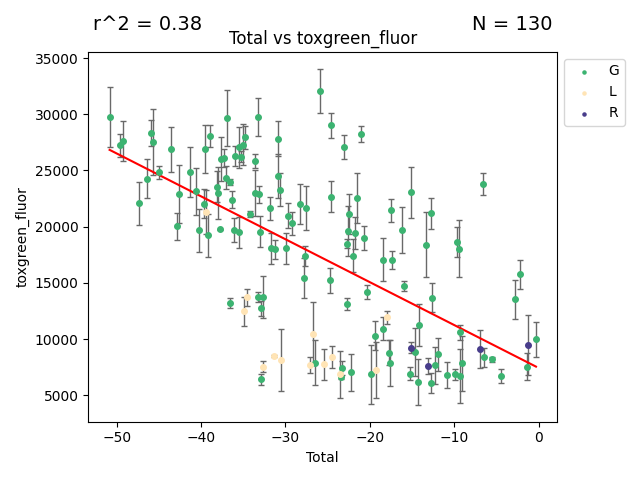 r^2 = 0.38
N = 130
Total vs toxgreen_fluor
35000
30000
25000
20000
15000
10000
5000
toxgreen_fluor
−50
−40
−30
−20
−10
0
Total
G
L
R